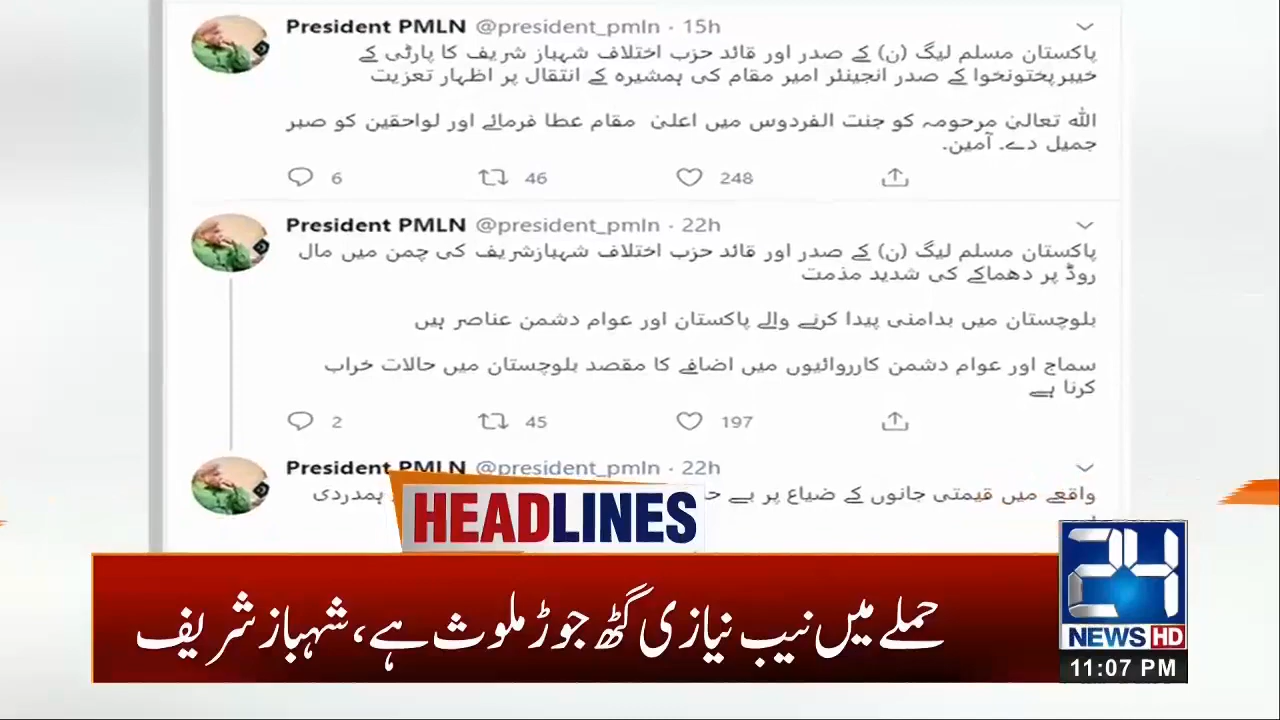 President PMLN @president_pmln · 15h
پاکستان مسلم لیگ (ن) کے صدر اور قائد حزب اختلاف شہباز شریف کا پارٹی کے
خیبرپختونخوا کے صدر انجینئر امیر مقام کی ہمشیرہ کے انتقال پر اظہار تعزیت
اللہ تعالیٰ مرحومہ کو جنت الفردوس میں اعلیٰ مقام عطا فرمائے اور لواحقین کو صبر
جمیل دے۔ آمین۔
6 46 248
President PMLN @president_pmln · 22h
پاکستان مسلم لیگ (ن) کے صدر اور قائد حزب اختلاف شہبازشریف کی چمن میں مال
روڈ پر دھماکے کی شدید مذمت
بلوچستان میں بدامنی پیدا کرنے والے پاکستان اور عوام دشمن عناصر ہیں
سماج اور عوام دشمن کارروائیوں میں اضافے کا مقصد بلوچستان میں حالات خراب
کرنا ہے
2 45 197
President PMLN @president_pmln · 22h
واقعے میں قیمتی جانوں کے ضیاع پر بے ہمدردی
HEADLINES
حملے میں نیب نیازی گٹھ جوڑ ملوث ہے، شہباز شریف
24
NEWS HD
11:07 PM